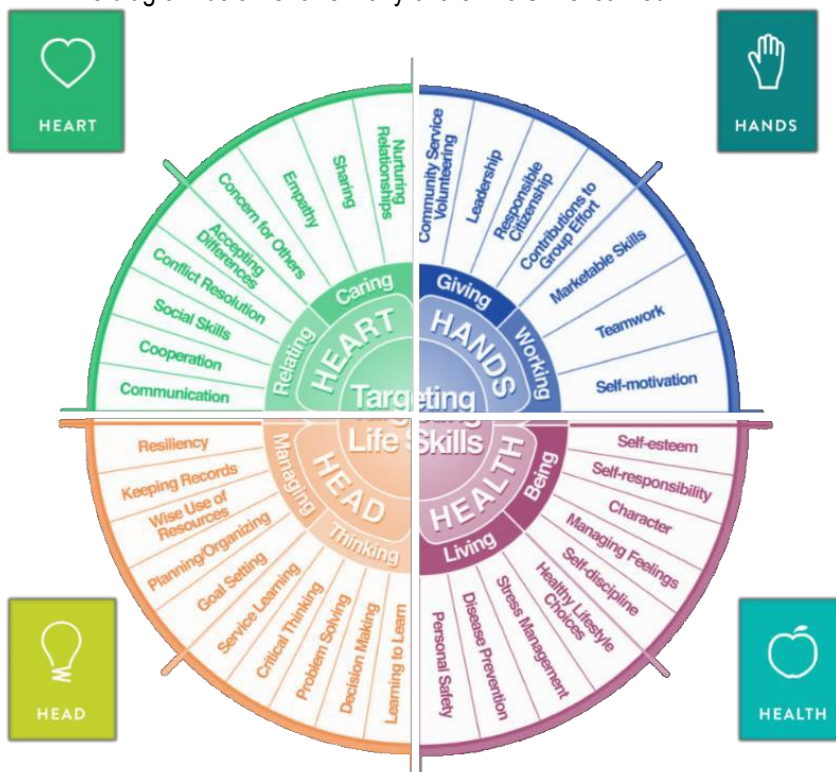 HEART
HANDS
Nurturing
Relationships
Sharing
Empathy
Concern for Others
Accepting
Differences
Conflict Resolution
Social Skills
Cooperation
Communication
Caring
Relating
HEART
Community Service
Volunteering
Leadership
Responsible
Citizenship
Contributions to
Group Effort
Marketable Skills
Teamwork
Self-motivation
Giving
Working
HANDS
Targeting
Life Skills
Resiliency
Keeping Records
Wise Use of
Resources
Planning/Organizing
Goal Setting
Service Learning
Critical Thinking
Problem Solving
Decision Making
Learning to Learn
Managing
Thinking
HEAD
Self-esteem
Self-responsibility
Character
Managing Feelings
Self-discipline
Healthy Lifestyle
Choices
Stress Management
Disease Prevention
Personal Safety
Being
Living
HEALTH
HEAD
HEALTH